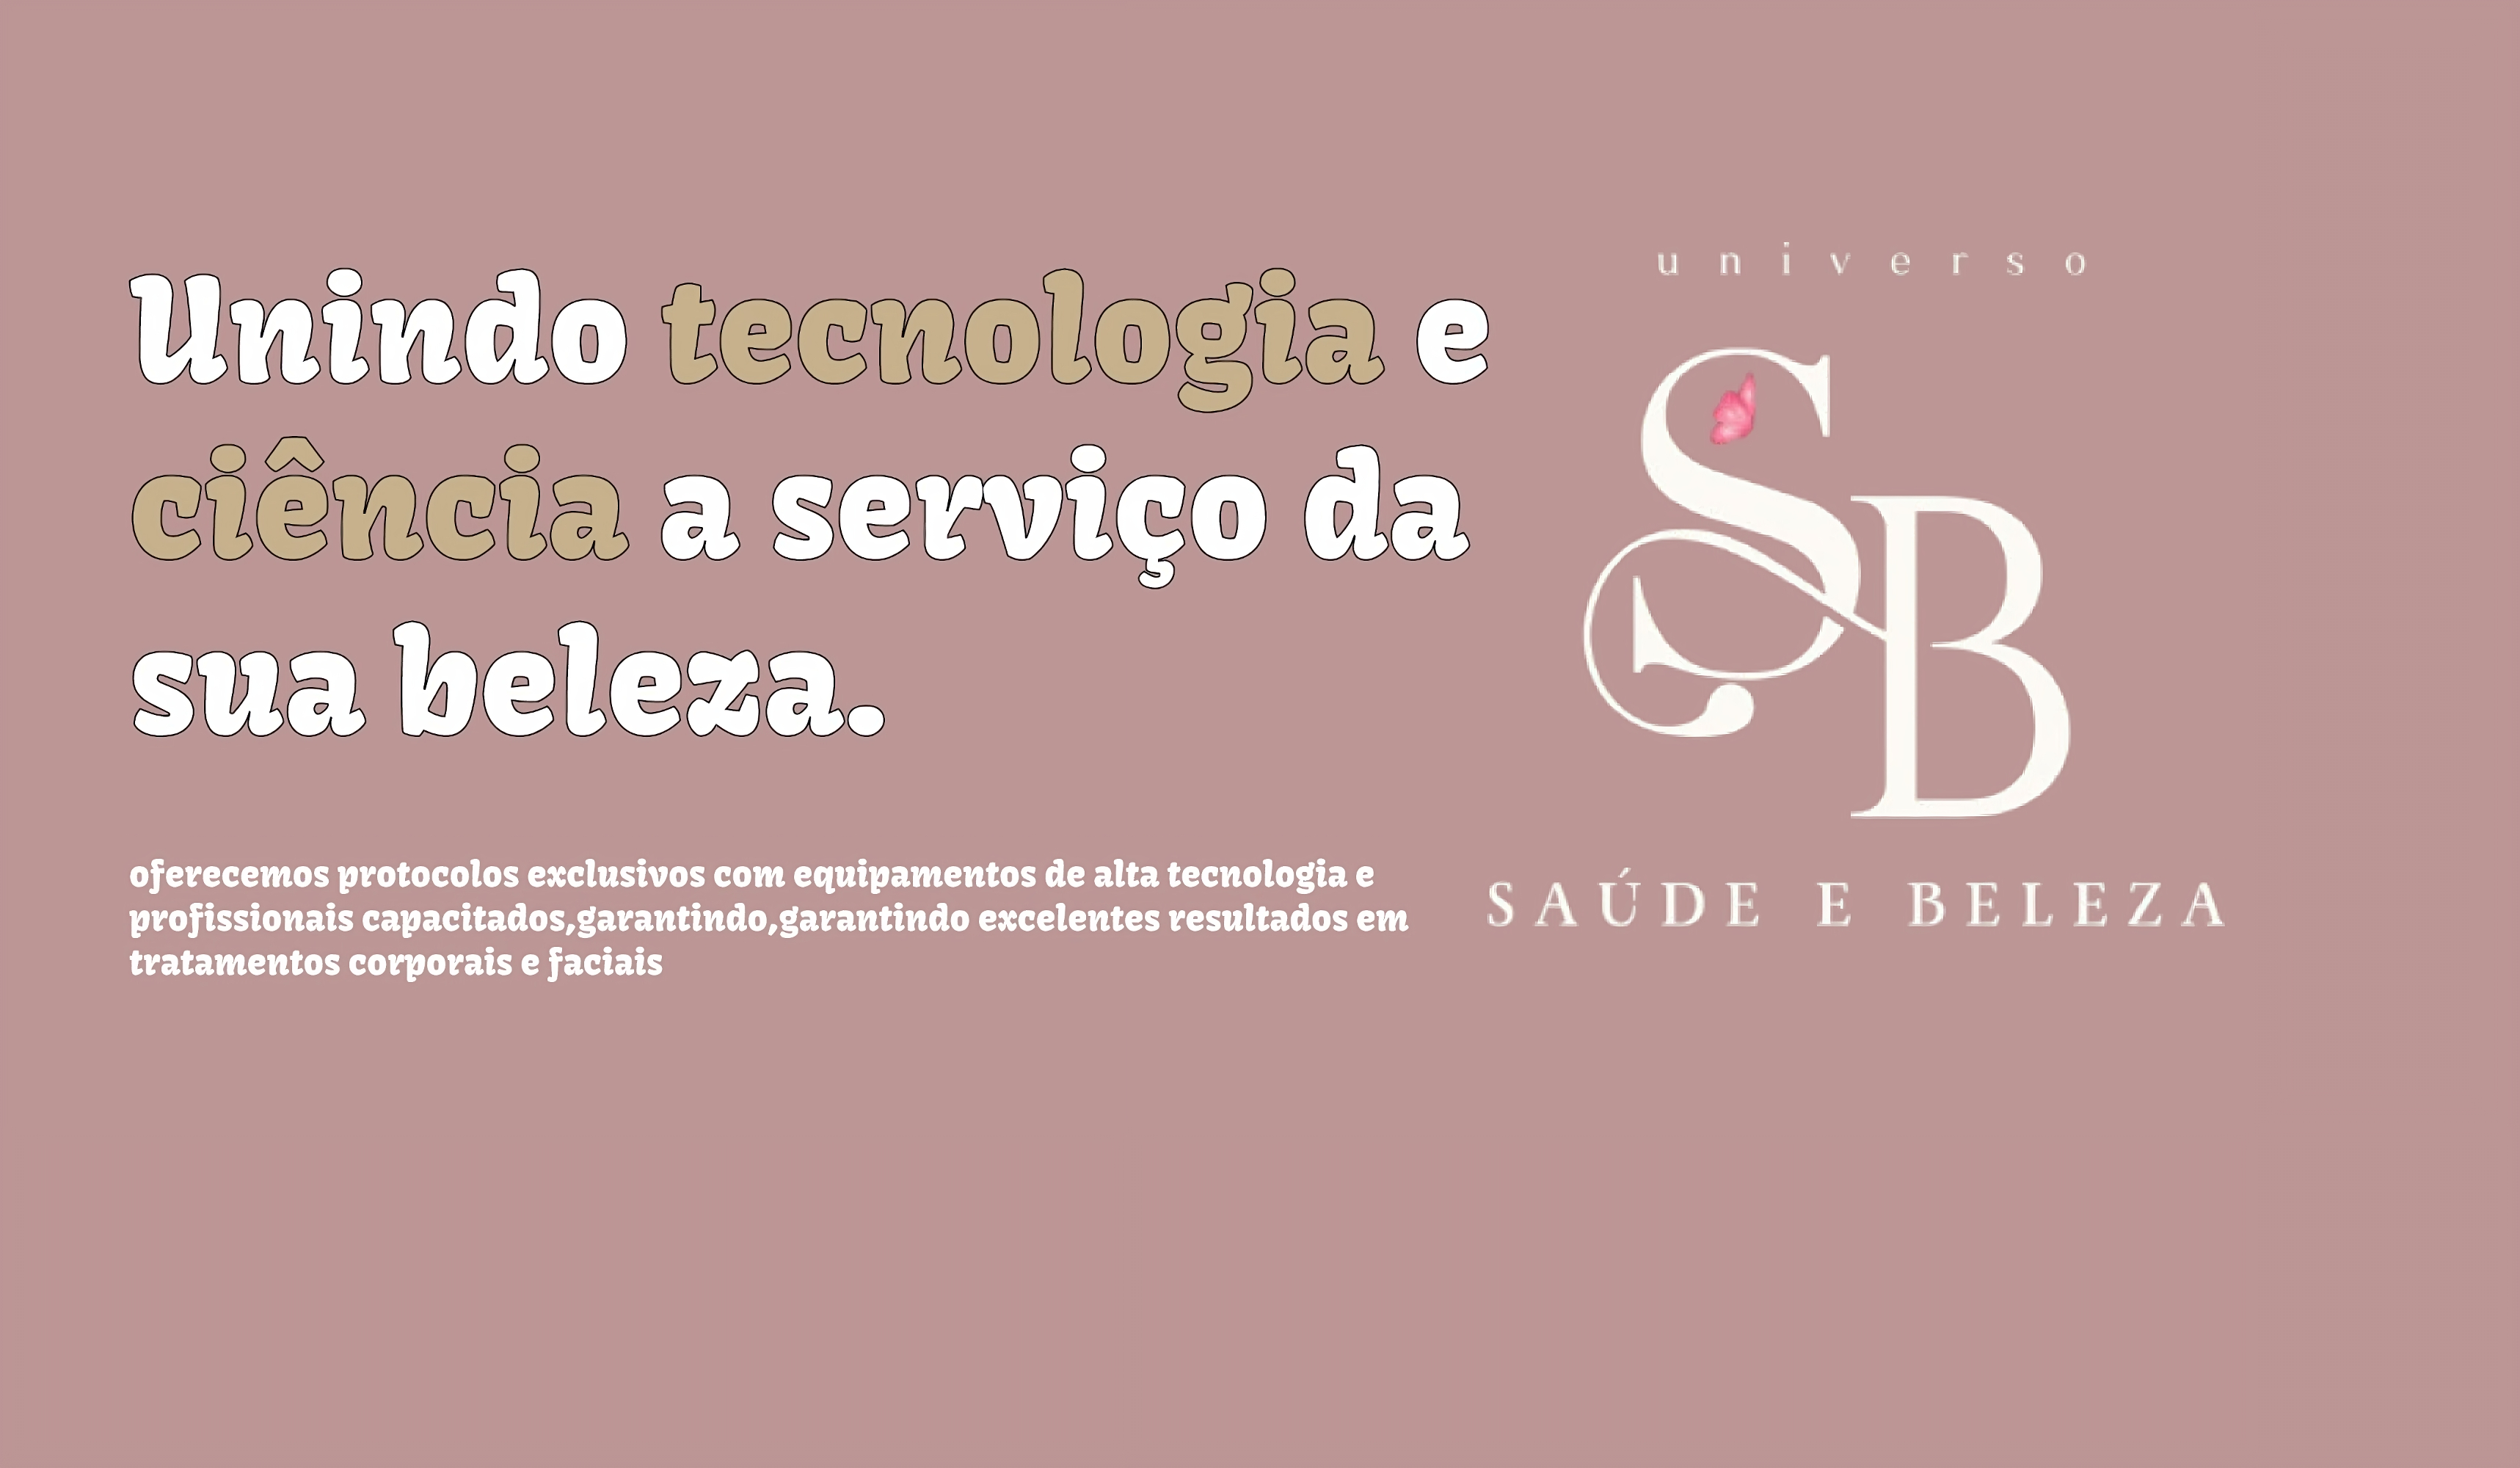 Unindo tecnologia e
ciência a serviço da
sua beleza.
oferecemos protocolos exclusivos com equipamentos de alta tecnologia e
profissionais capacitados,garantindo,garantindo excelentes resultados em
tratamentos corporais e faciais
universo
SB
SAÚDE E BELEZA